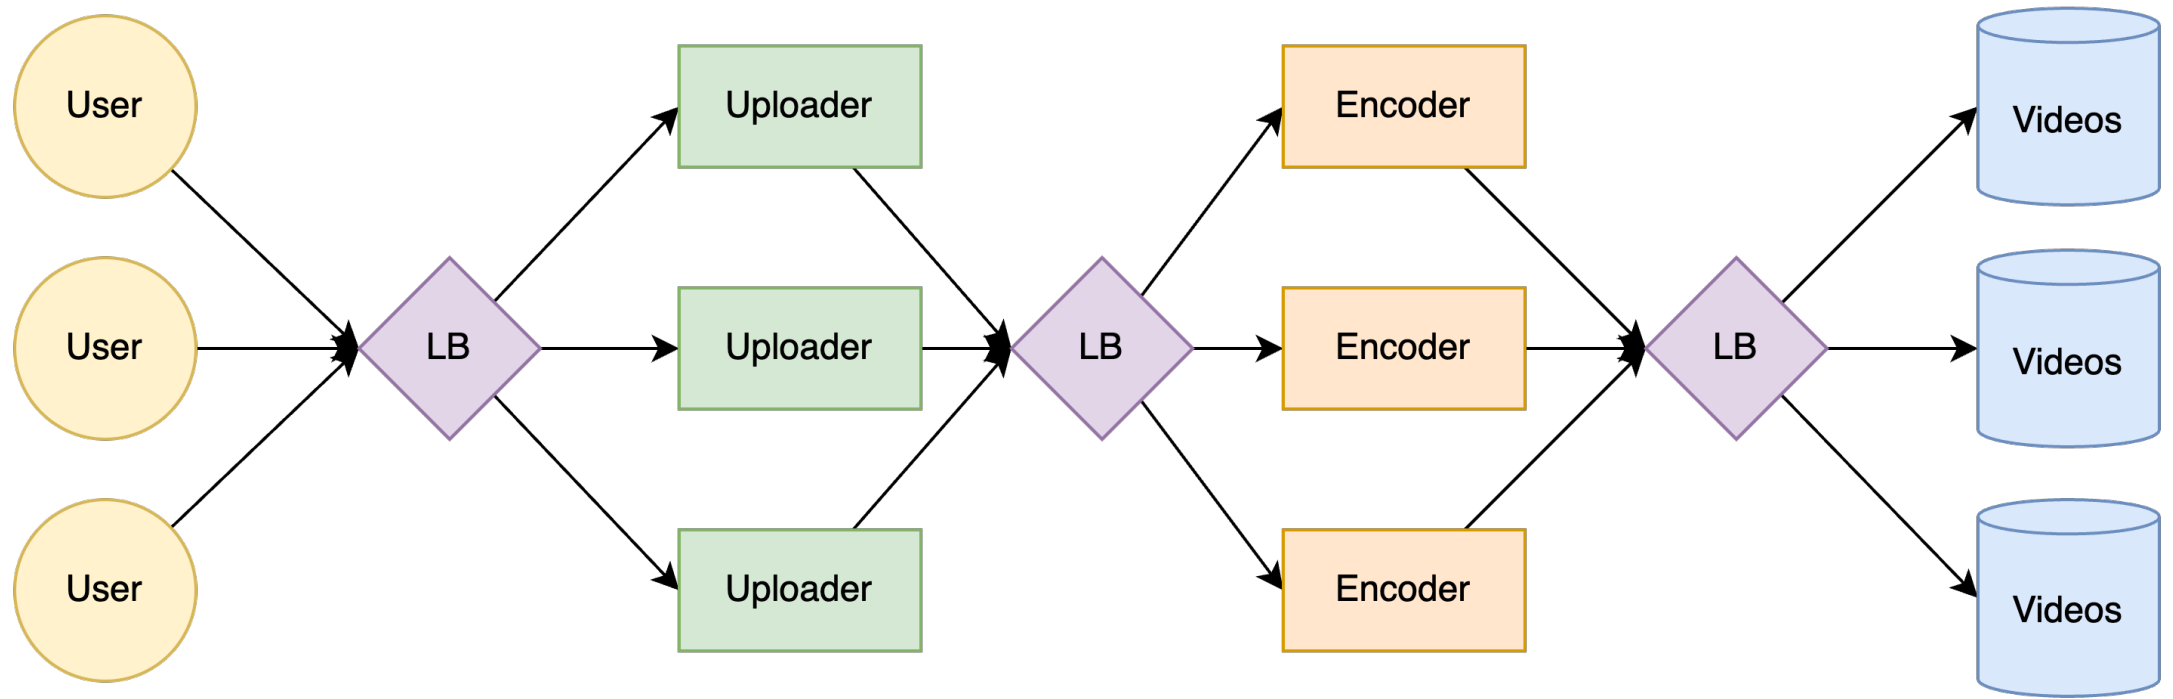 User
Uploader
Encoder
Videos
User
LB
Uploader
LB
Encoder
LB
Videos
User
Uploader
Encoder
Videos